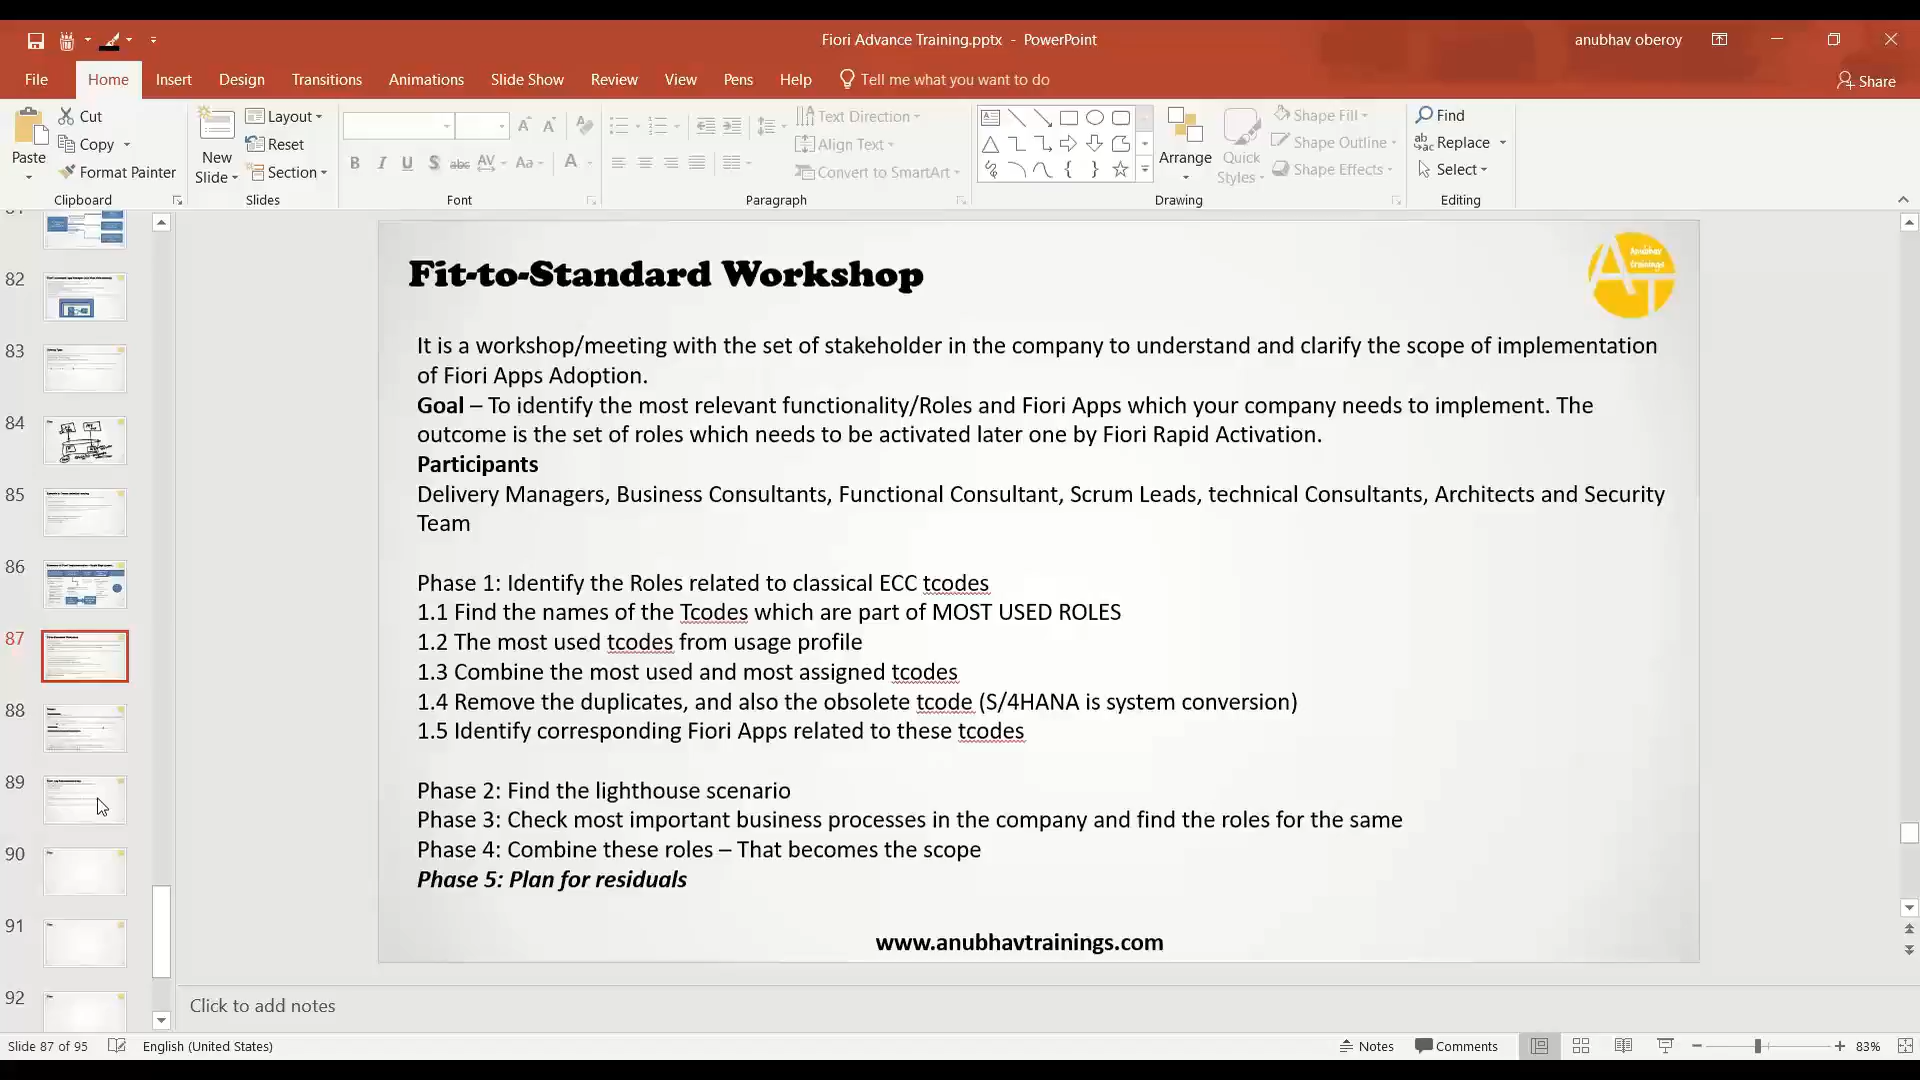 Fiori Advance Training.pptx - PowerPoint
anubhav oberoy
File Home Insert Design Transitions Animations Slide Show Review View Pens Help Tell me what you want to do
Share
Paste
Cut
Copy
Format Painter
Clipboard
New Slide
Layout
Reset
Section
Slides
B I U S abc AV Aa A
Font
Text Direction
Align Text
Convert to SmartArt
Paragraph
Arrange
Quick Styles
Shape Fill
Shape Outline
Shape Effects
Drawing
Find
Replace
Select
Editing
82
83
84
85
86
87
88
89
90
91
92
Fit-to-Standard Workshop
Anubhav
trainings
AT
It is a workshop/meeting with the set of stakeholder in the company to understand and clarify the scope of implementation
of Fiori Apps Adoption.
Goal – To identify the most relevant functionality/Roles and Fiori Apps which your company needs to implement. The
outcome is the set of roles which needs to be activated later one by Fiori Rapid Activation.
Participants
Delivery Managers, Business Consultants, Functional Consultant, Scrum Leads, technical Consultants, Architects and Security
Team
Phase 1: Identify the Roles related to classical ECC tcodes
1.1 Find the names of the Tcodes which are part of MOST USED ROLES
1.2 The most used tcodes from usage profile
1.3 Combine the most used and most assigned tcodes
1.4 Remove the duplicates, and also the obsolete tcode (S/4HANA is system conversion)
1.5 Identify corresponding Fiori Apps related to these tcodes
Phase 2: Find the lighthouse scenario
Phase 3: Check most important business processes in the company and find the roles for the same
Phase 4: Combine these roles – That becomes the scope
Phase 5: Plan for residuals
www.anubhavtrainings.com
Click to add notes
Slide 87 of 95
English (United States)
Notes
Comments
83%